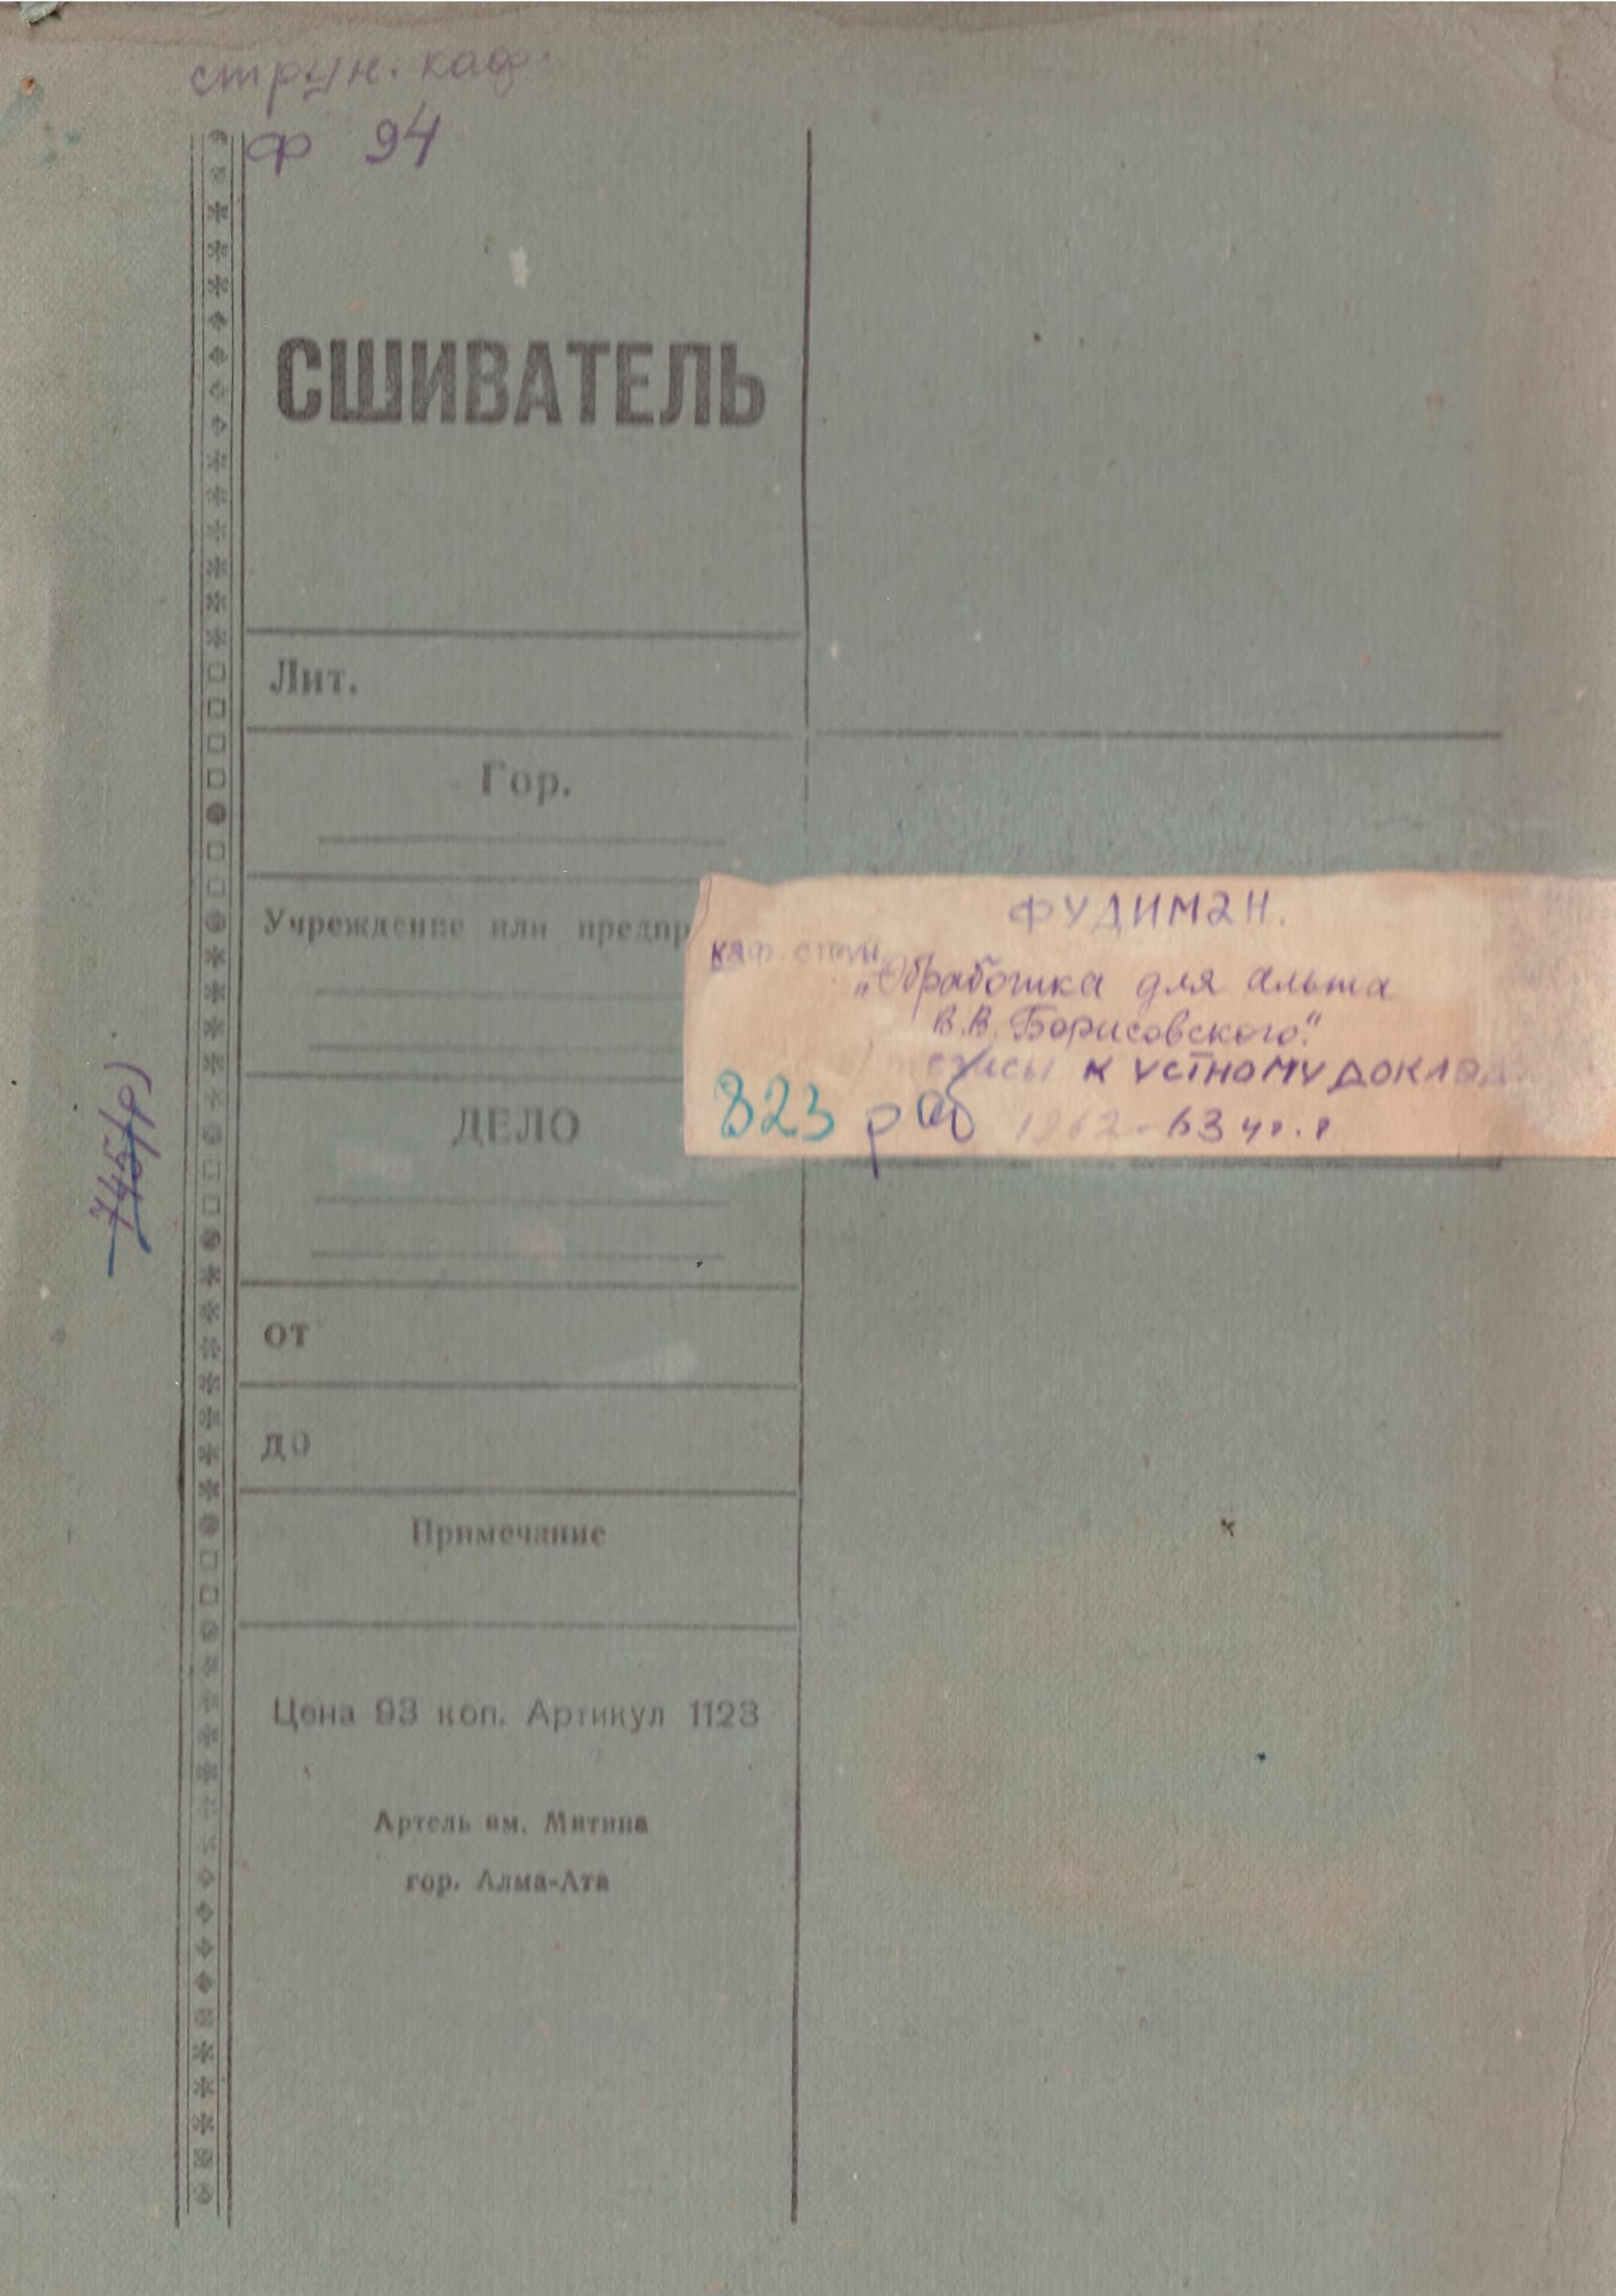 струн. каф.
Ф 94
СШИВАТЕЛЬ
Лит.
Гор.
Учреждение или предпр
ФУДИМАН.
каф. струн.
„Обработка для альта
В.В. Борисовского."
К УСТНОМУ ДОКЛАД
823 раб 1962-63 уч. г
ДЕЛО
от
до
Примечание
Цена 93 коп. Артикул 1123
Артель им. Митина
гор. Алма-Ата